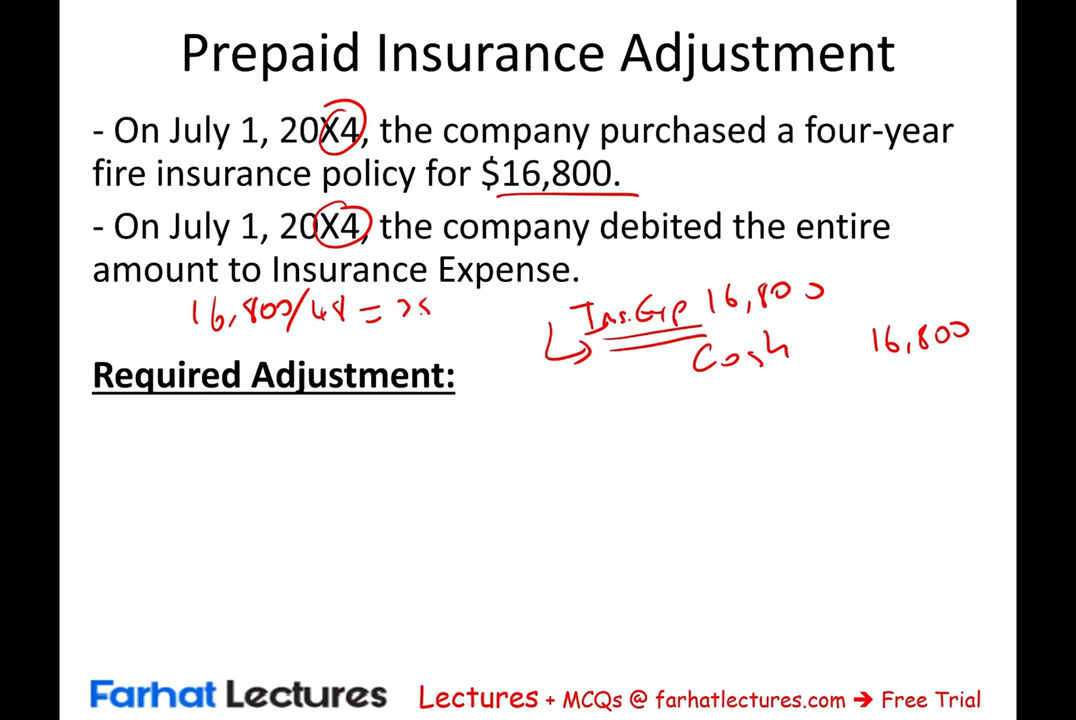 Prepaid Insurance Adjustment
- On July 1, 20X4, the company purchased a four-year
fire insurance policy for $16,800.
- On July 1, 20X4, the company debited the entire
amount to Insurance Expense.
16,800/48 =
Ins. Exp 16,800
Cash 16,800
Required Adjustment:
Farhat Lectures
Lectures + MCQs @ farhatlectures.com → Free Trial